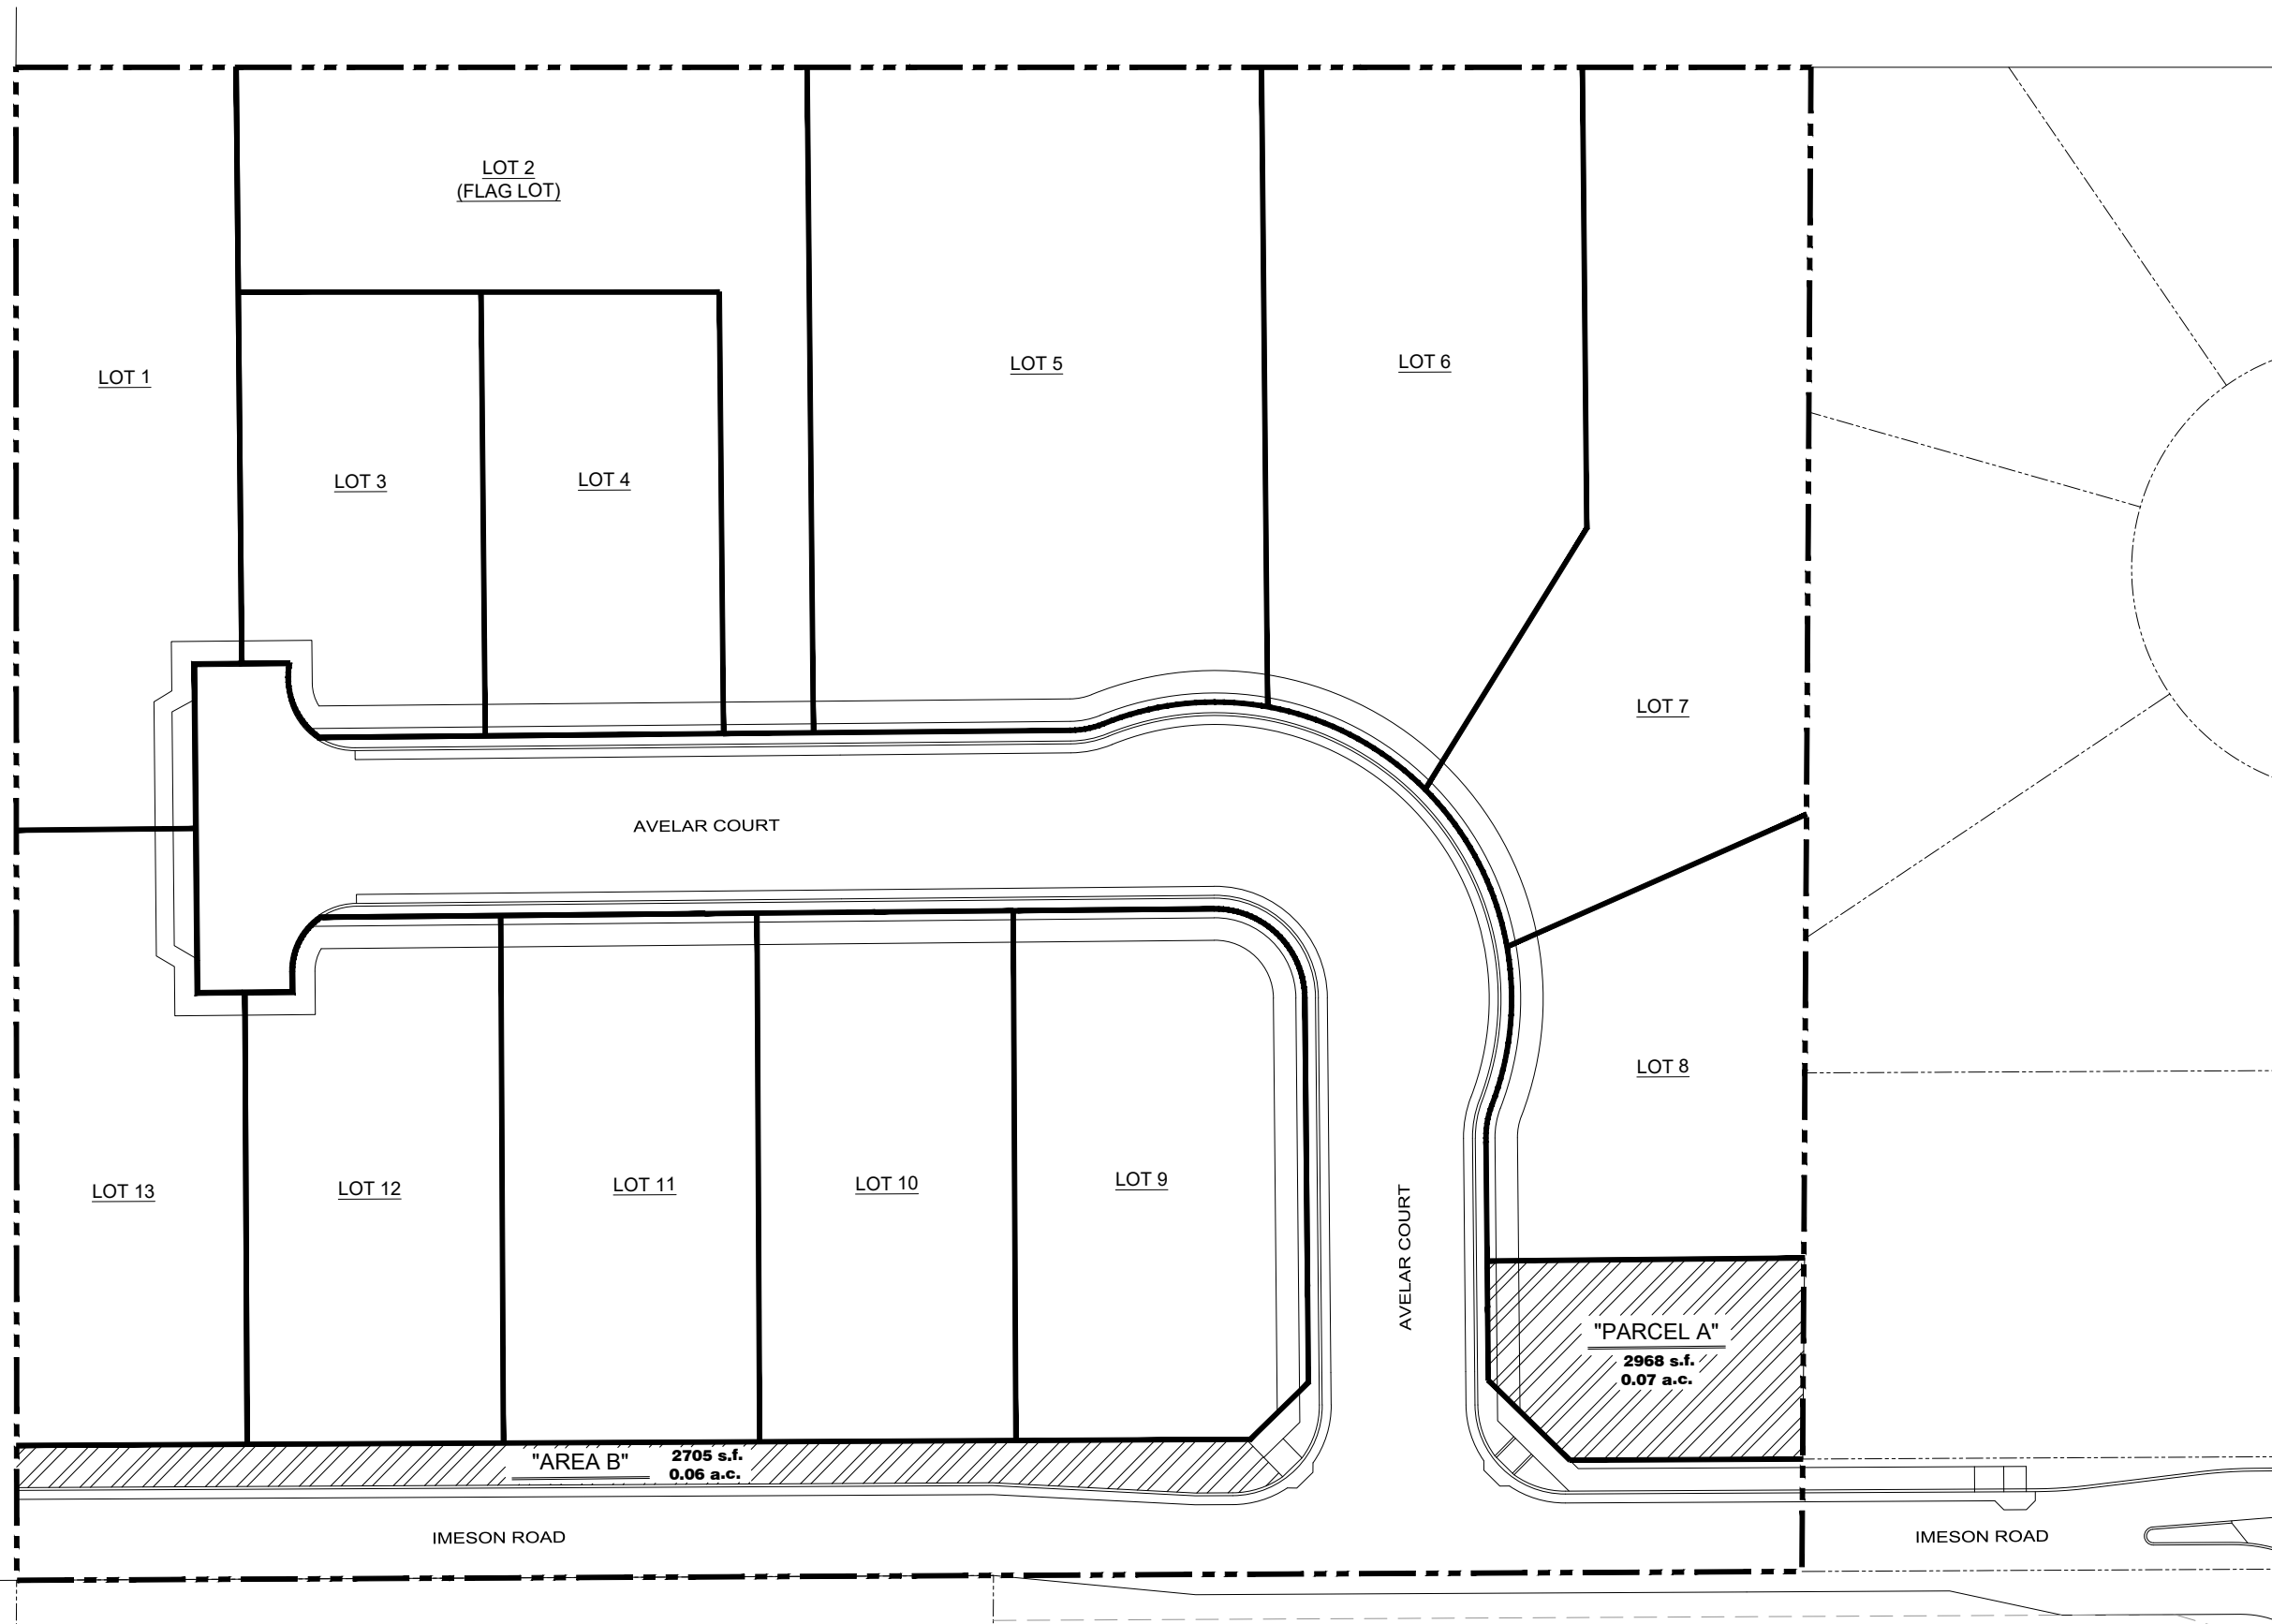 LOT 2
(FLAG LOT)
LOT 1
LOT 5
LOT 6
LOT 3
LOT 4
LOT 7
AVELAR COURT
LOT 8
LOT 13
LOT 12
LOT 11
LOT 10
LOT 9
AVELAR COURT
"PARCEL A"
2968 s.f.
0.07 a.c.
"AREA B"
2705 s.f.
0.06 a.c.
IMESON ROAD
IMESON ROAD